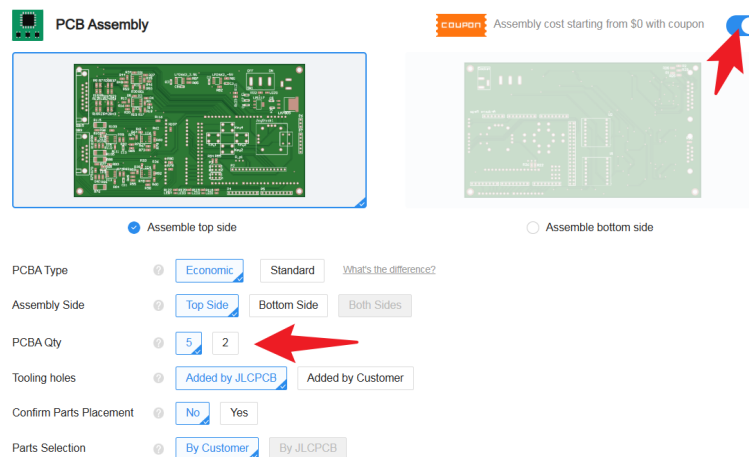 PCB Assembly
COUPON Assembly cost starting from $0 with coupon
Assemble top side
Assemble bottom side
PCBA Type ? Economic Standard What's the difference?
Assembly Side ? Top Side Bottom Side Both Sides
PCBA Qty ? 5 2
Tooling holes ? Added by JLCPCB Added by Customer
Confirm Parts Placement ? No Yes
Parts Selection ? By Customer By JLCPCB